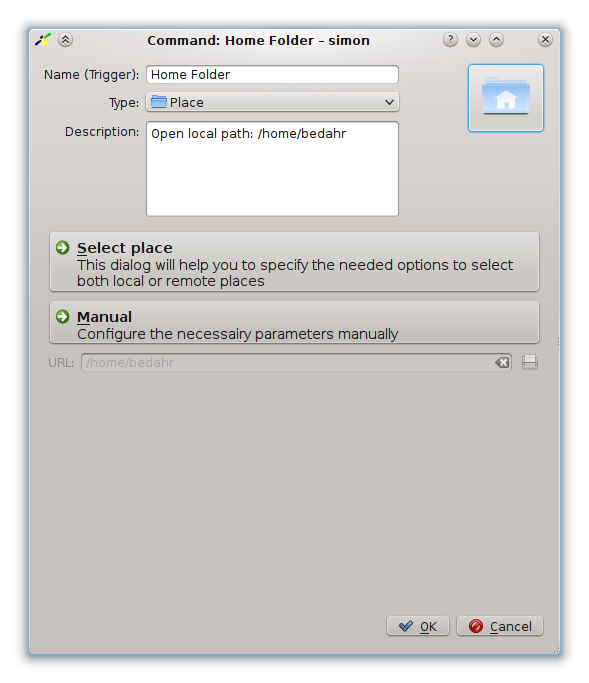 Command: Home Folder – simon
Name (Trigger): Home Folder
Type: Place
Description: Open local path: /home/bedahr
Select place
This dialog will help you to specify the needed options to select
both local or remote places
Manual
Configure the necessairy parameters manually
URL: /home/bedahr
OK Cancel